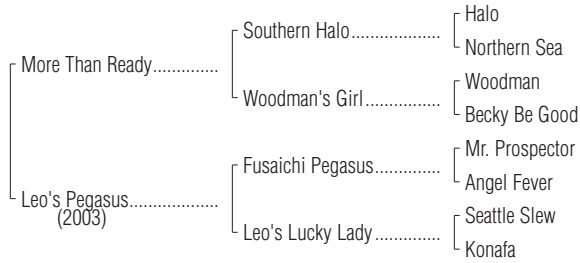 Halo
Southern Halo...................
Northern Sea
More Than Ready..............
Woodman
Woodman's Girl................
Becky Be Good
Mr. Prospector
Fusaichi Pegasus..............
Angel Fever
Leo's Pegasus...................
(2003)
Seattle Slew
Leo's Lucky Lady..............
Konafa